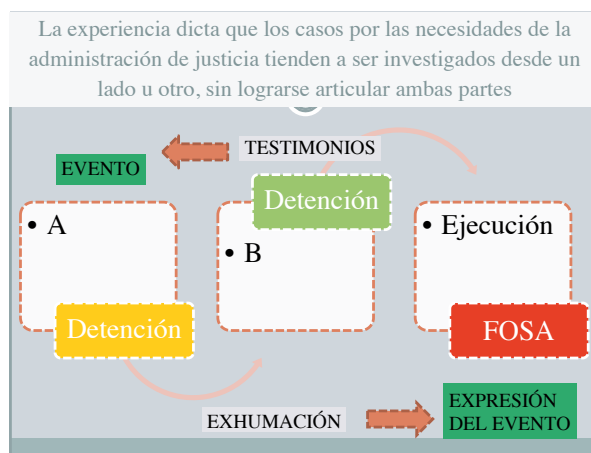 La experiencia dicta que los casos por las necesidades de la
administración de justicia tienden a ser investigados desde un
lado u otro, sin lograrse articular ambas partes
TESTIMONIOS
EVENTO
• A
Detención
Detención
• B
• Ejecución
FOSA
EXHUMACIÓN
EXPRESIÓN
DEL EVENTO